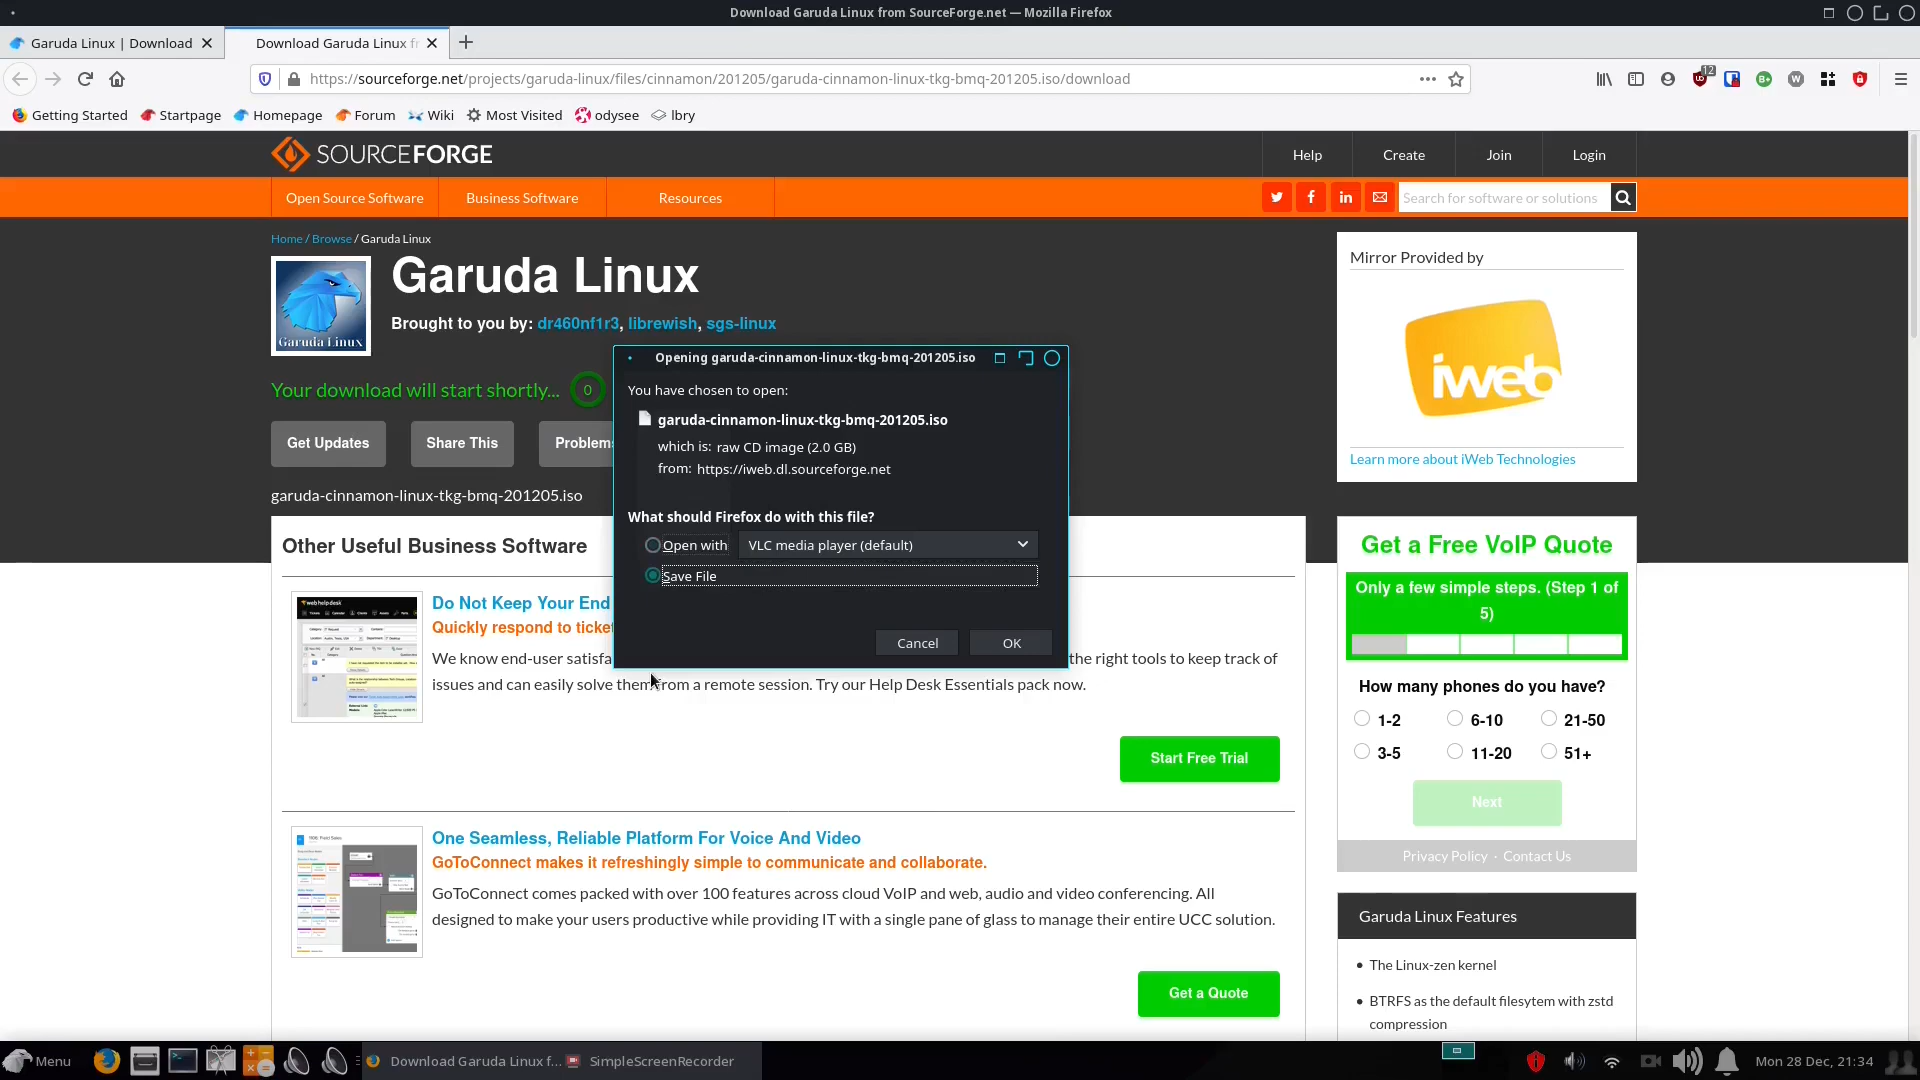 Download Garuda Linux from SourceForge.net — Mozilla Firefox
Garuda Linux | Download
Download Garuda Linux fr
https://sourceforge.net/projects/garuda-linux/files/cinnamon/201205/garuda-cinnamon-linux-tkg-bmq-201205.iso/download
12
Getting Started
Startpage
Homepage
Forum
Wiki
Most Visited
odysee
lbry
SOURCEFORGE
Help
Create
Join
Login
Open Source Software
Business Software
Resources
Search for software or solutions
Home / Browse / Garuda Linux
Garuda Linux
Garuda Linux
Brought to you by: dr460nf1r3, librewish, sgs-linux
Your download will start shortly... 0
Get Updates
Share This
Problem
garuda-cinnamon-linux-tkg-bmq-201205.iso
Mirror Provided by
iweb
Learn more about iWeb Technologies
Opening garuda-cinnamon-linux-tkg-bmq-201205.iso
You have chosen to open:
garuda-cinnamon-linux-tkg-bmq-201205.iso
which is: raw CD image (2.0 GB)
from: https://iweb.dl.sourceforge.net
What should Firefox do with this file?
Open with
VLC media player (default)
Save File
Cancel
OK
Other Useful Business Software
Do Not Keep Your End
Quickly respond to ticket
We know end-user satisfa the right tools to keep track of
issues and can easily solve them from a remote session. Try our Help Desk Essentials pack now.
Start Free Trial
One Seamless, Reliable Platform For Voice And Video
GoToConnect makes it refreshingly simple to communicate and collaborate.
GoToConnect comes packed with over 100 features across cloud VoIP and web, audio and video conferencing. All
designed to make your users productive while providing IT with a single pane of glass to manage their entire UCC solution.
Get a Quote
Get a Free VoIP Quote
Only a few simple steps. (Step 1 of
5)
How many phones do you have?
1-2
6-10
21-50
3-5
11-20
51+
Next
Privacy Policy · Contact Us
Garuda Linux Features
The Linux-zen kernel
BTRFS as the default filesytem with zstd
compression
Menu
Download Garuda Linux f...
SimpleScreenRecorder
Mon 28 Dec, 21:34